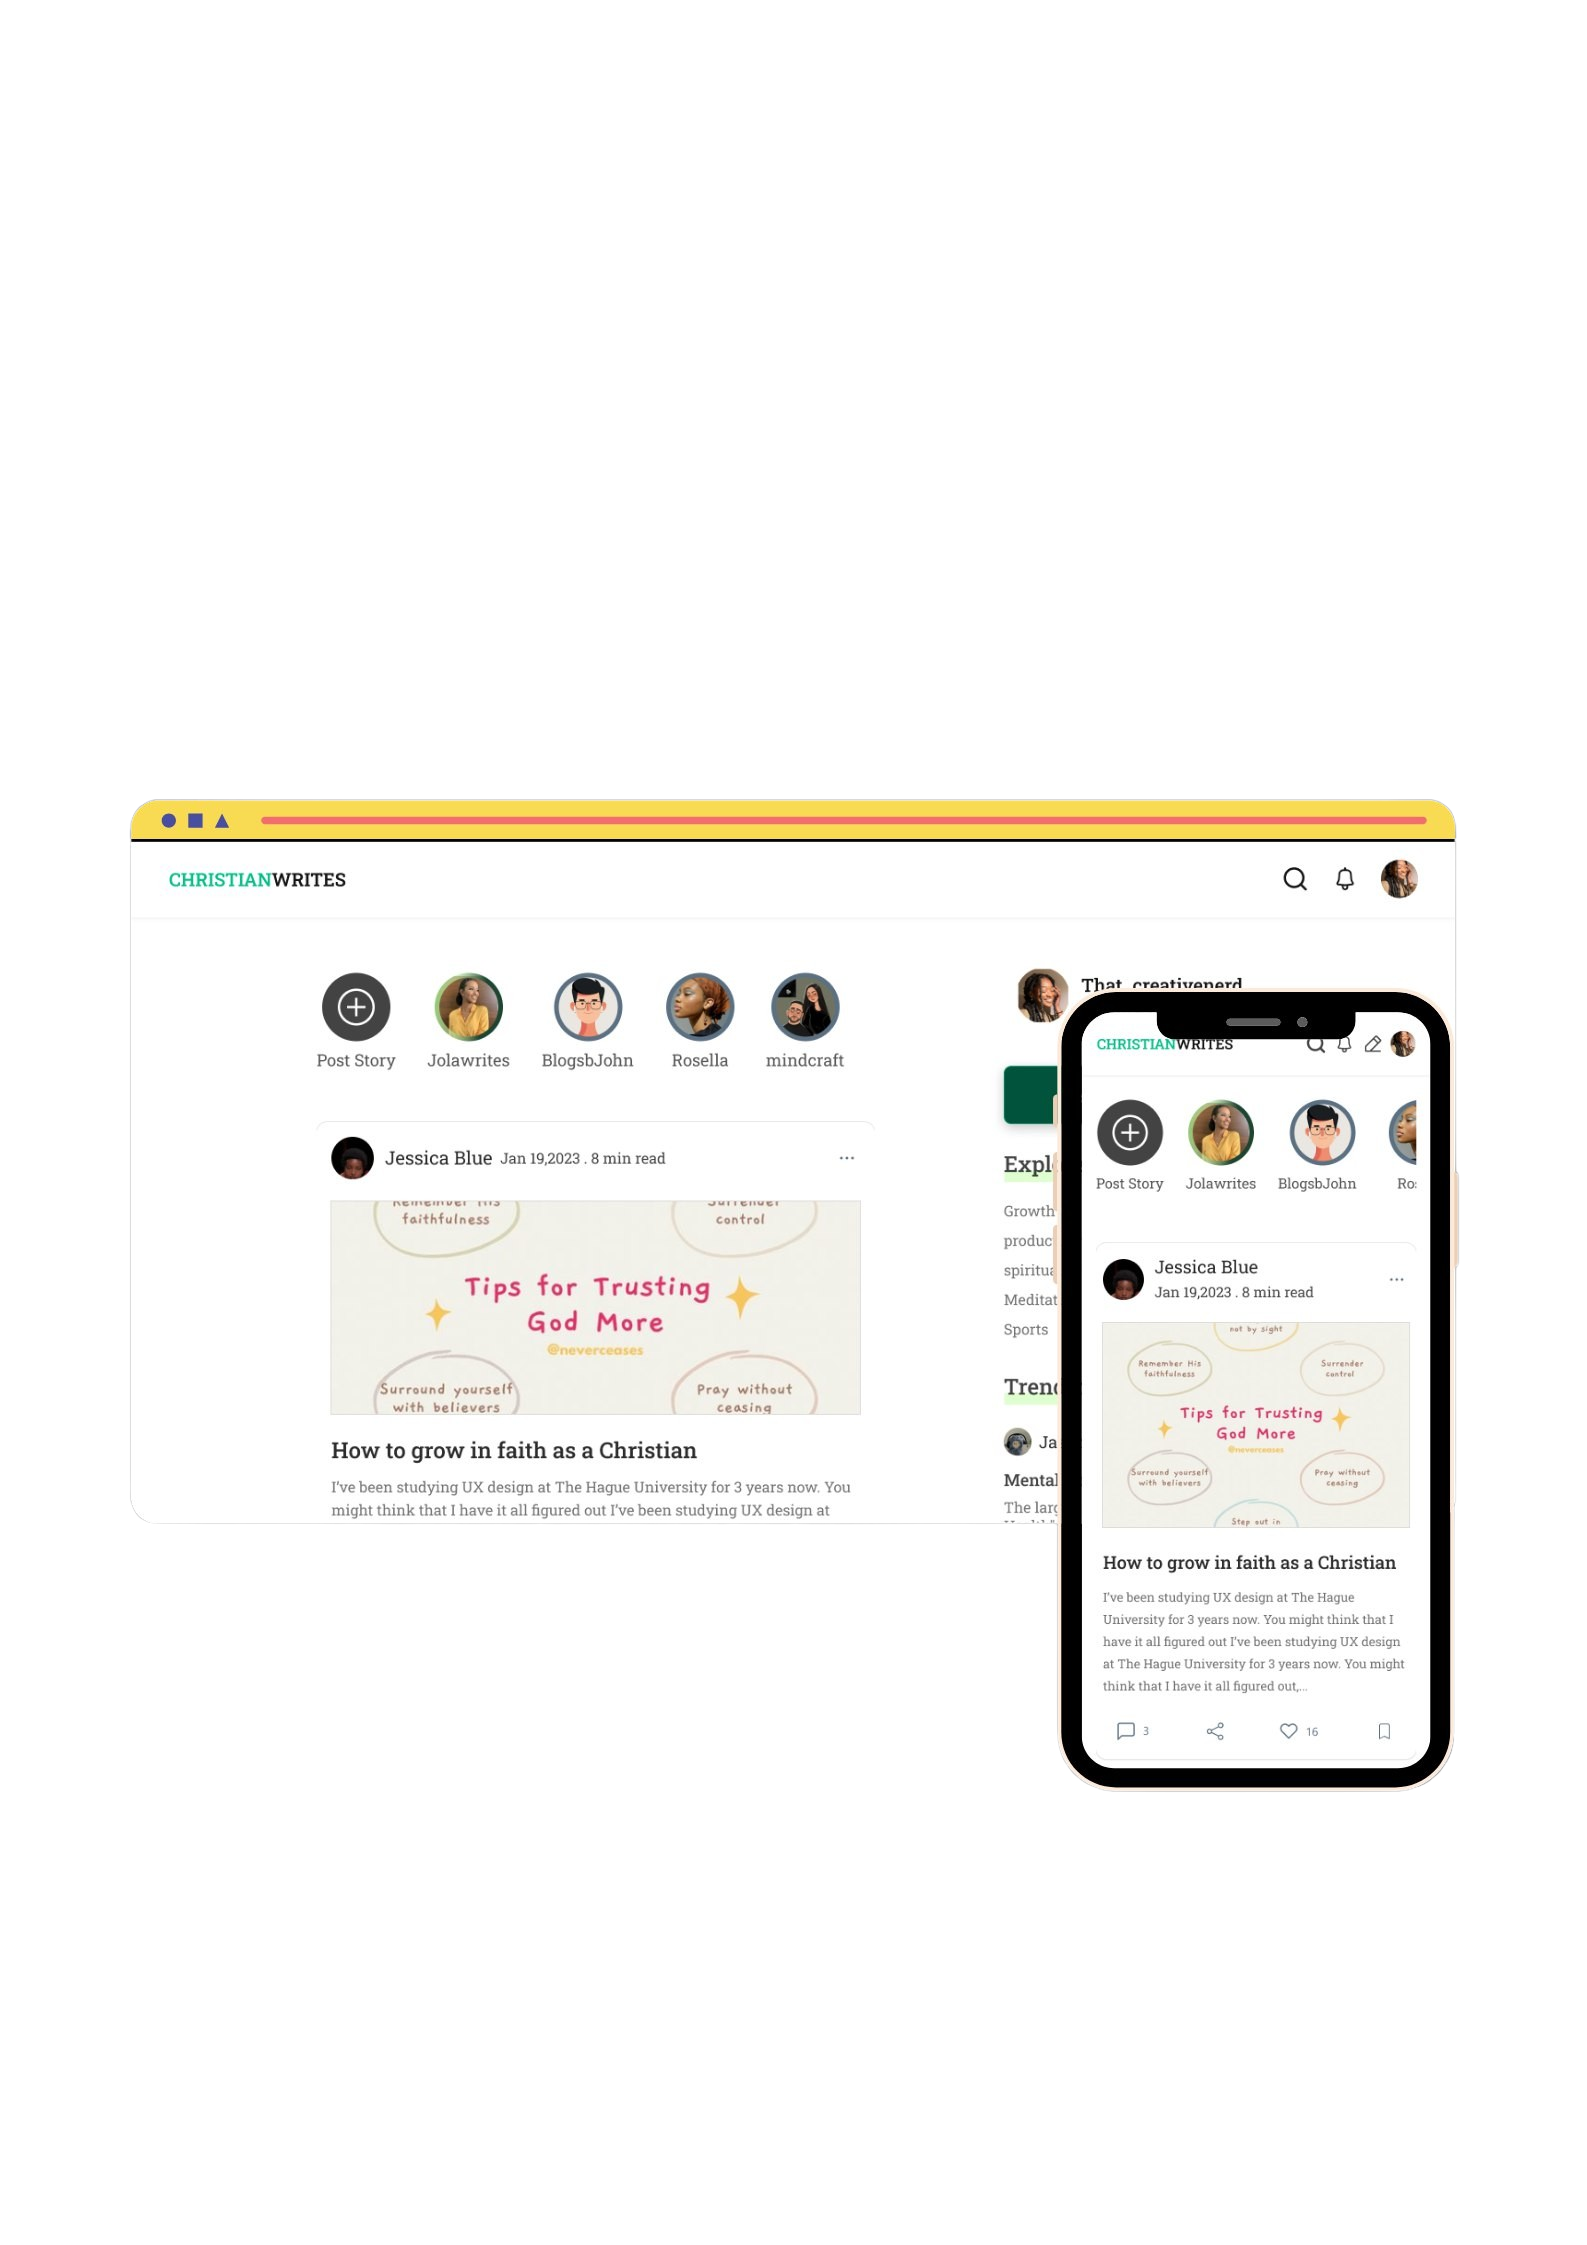 CHRISTIANWRITES
Post Story
Jolawrites
BlogsbJohn
Rosella
mindcraft
Jessica Blue Jan 19,2023 . 8 min read
Remember His
faithfulness
Surrender
control
Tips for Trusting
God More
@neverceases
Surround yourself
with believers
Pray without
ceasing
How to grow in faith as a Christian
I've been studying UX design at The Hague University for 3 years now. You
might think that I have it all figured out I've been studying UX design at
That_creativenerd
Expl
Growth
produc
spiritua
Meditat
Sports
Trend
Ja
Mental
The larg
CHRISTIANWRITES
Post Story
Jolawrites
BlogsbJohn
Ros
Jessica Blue
Jan 19,2023 . 8 min read
not by sight
Remember His
faithfulness
Surrender
control
Tips for Trusting
God More
@neverceases
Surround yourself
with believers
Pray without
ceasing
Step out in
How to grow in faith as a Christian
I've been studying UX design at The Hague
University for 3 years now. You might think that I
have it all figured out I've been studying UX design
at The Hague University for 3 years now. You might
think that I have it all figured out,...
3
16